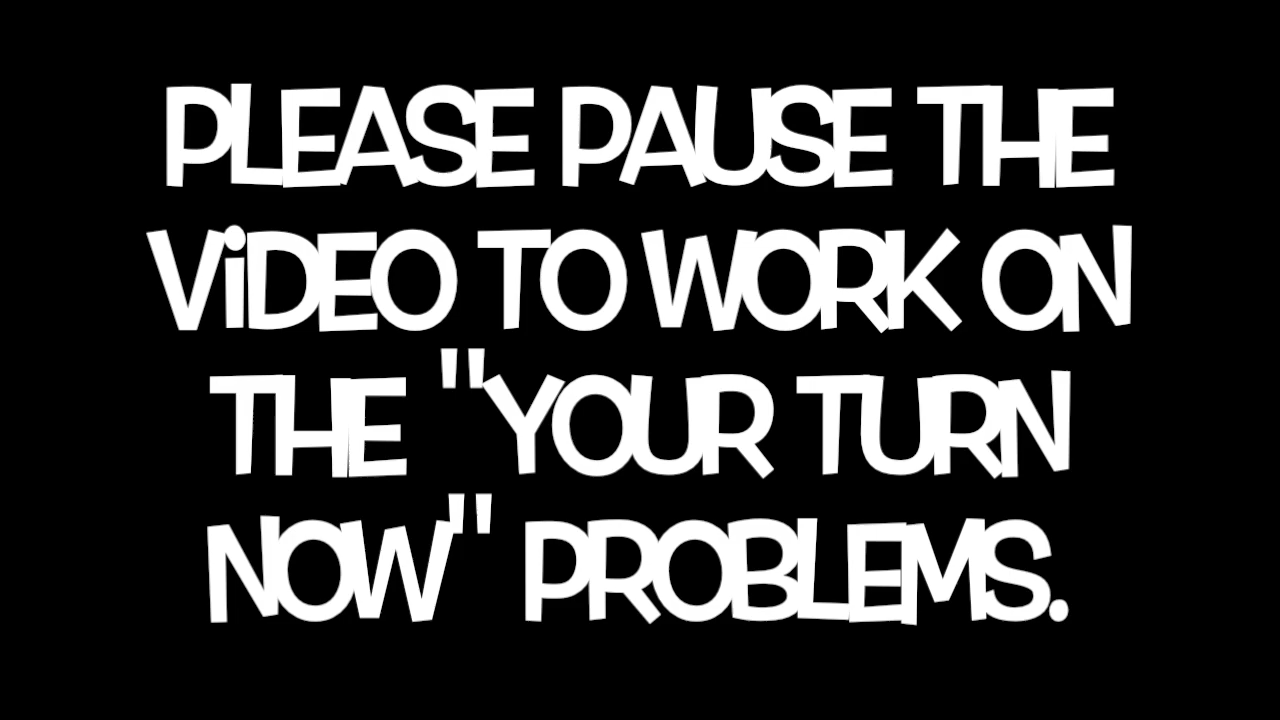 PLEASE PAUSE THE
ViDEO TO WORK ON
THE "YOUR TURN
NOW" PROBLEMS.